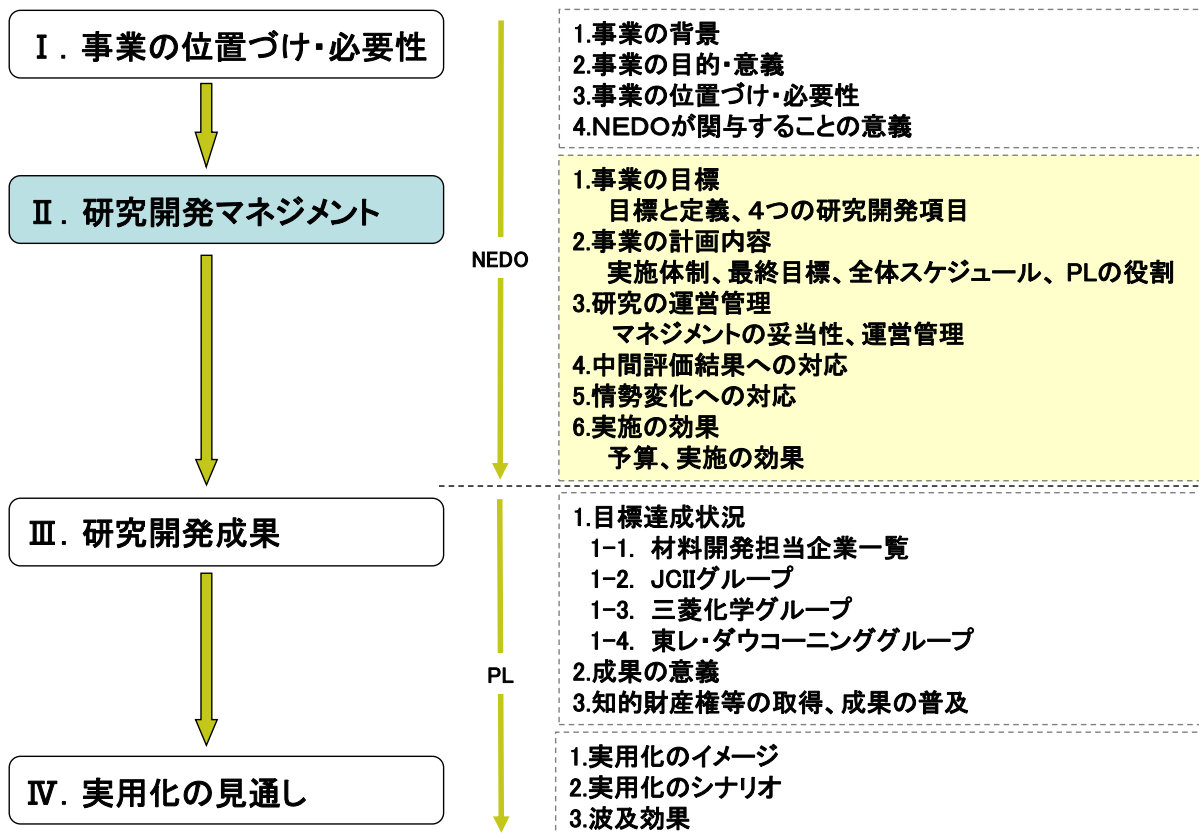 Ⅰ．事業の位置づけ・必要性
1.事業の背景
2.事業の目的・意義
3.事業の位置づけ・必要性
4.NEDOが関与することの意義
Ⅱ．研究開発マネジメント
1.事業の目標
目標と定義、４つの研究開発項目
2.事業の計画内容
実施体制、最終目標、全体スケジュール、PLの役割
3.研究の運営管理
マネジメントの妥当性、運営管理
4.中間評価結果への対応
5.情勢変化への対応
6.実施の効果
予算、実施の効果
NEDO
Ⅲ．研究開発成果
1.目標達成状況
1-1. 材料開発担当企業一覧
1-2. JCIIグループ
1-3. 三菱化学グループ
1-4. 東レ・ダウコーニンググループ
2.成果の意義
3.知的財産権等の取得、成果の普及
PL
Ⅳ．実用化の見通し
1.実用化のイメージ
2.実用化のシナリオ
3.波及効果